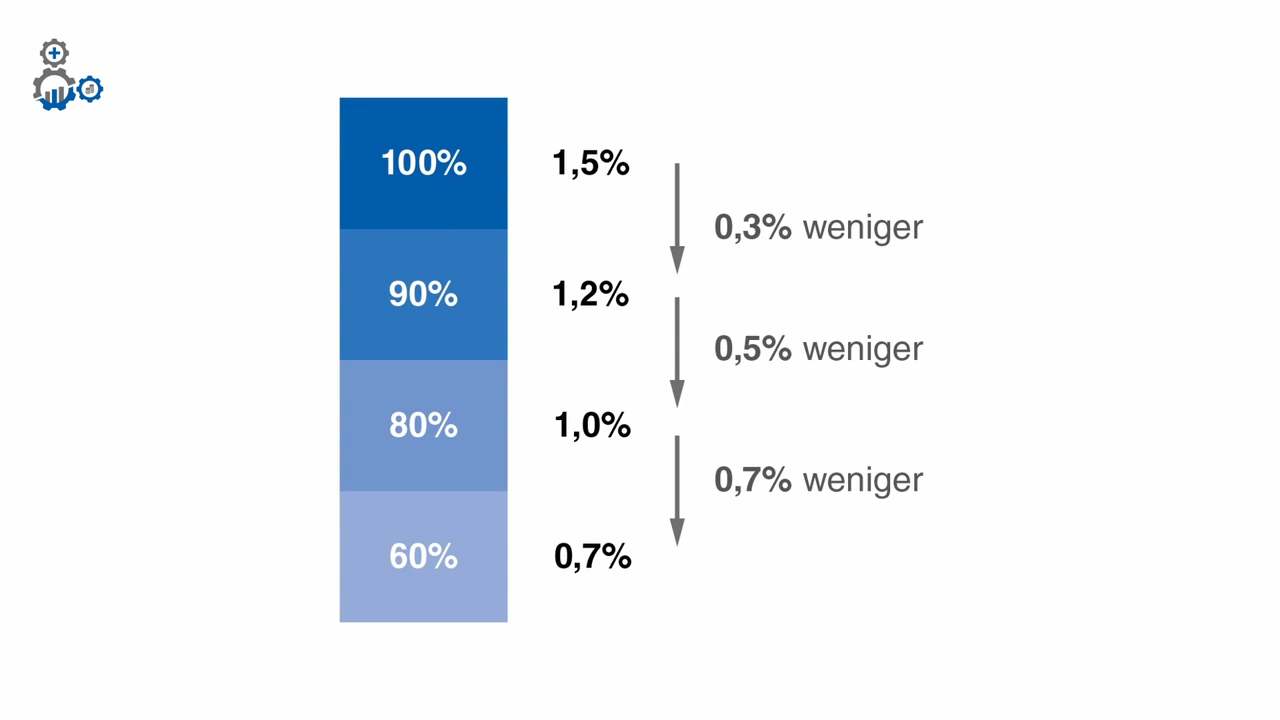 100% 1,5%
0,3% weniger
90% 1,2%
0,5% weniger
80% 1,0%
0,7% weniger
60% 0,7%